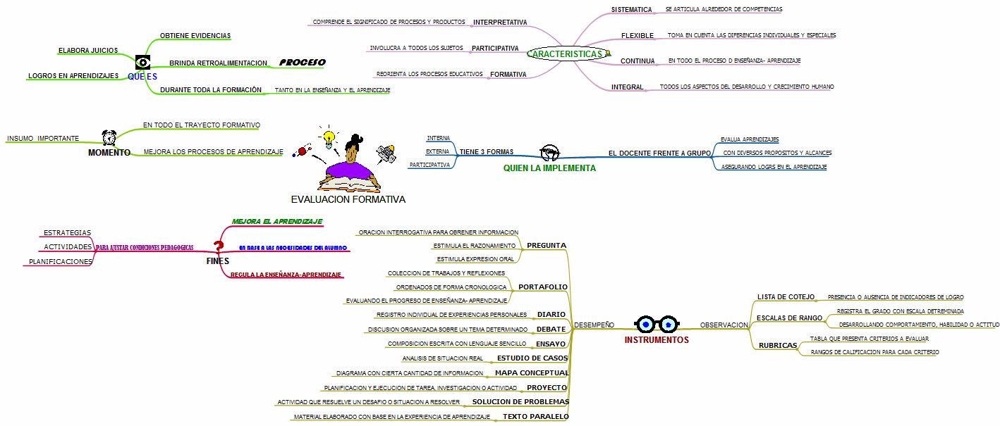 OBTIENE EVIDENCIAS
ELABORA JUICIOS
BRINDA RETROALIMENTACION
PROCESO
LOGROS EN APRENDIZAJES
QUE ES
DURANTE TODA LA FORMACIÓN
TANTO EN LA ENSEÑANZA Y EL APRENDIZAJE
COMPRENDE EL SIGNIFICADO DE PROCESOS Y PRODUCTOS
INTERPRETATIVA
INVOLUCRA A TODOS LOS SUJETOS
PARTICIPATIVA
REORIENTA LOS PROCESOS EDUCATIVOS
FORMATIVA
CARACTERISTICAS
SISTEMATICA
SE ARTICULA ALREDEDOR DE COMPETENCIAS
FLEXIBLE
TOMA EN CUENTA LAS DIFERENCIAS INDIVIDUALES Y ESPECIALES
CONTINUA
EN TODO EL PROCESO D ENSEÑANZA- APRENDIZAJE
INTEGRAL
TODOS LOS ASPECTOS DEL DESARROLLO Y CRECIMIENTO HUMANO
INSUMO IMPORTANTE
MOMENTO
EN TODO EL TRAYECTO FORMATIVO
MEJORA LOS PROCESOS DE APRENDIZAJE
EVALUACION FORMATIVA
INTERNA
EXTERNA
PARTICIPATIVA
TIENE 3 FORMAS
QUIEN LA IMPLEMENTA
EL DOCENTE FRENTE A GRUPO
EVALUA APRENDIZAJES
CON DIVERSOS PROPOSITOS Y ALCANCES
ASEGURANDO LOGRS EN EL APRENDIZAJE
ESTRATEGIAS
ACTIVIDADES
PLANIFICACIONES
PARA AJUSTAR CONDICIONES PEDAGOGICAS
FINES
MEJORA EL APRENDIZAJE
EN BASE A LAS NECESIDADES DEL ALUMNO
REGULA LA ENSEÑANZA-APRENDIZAJE
ORACION INTERROGATIVA PARA OBRENER INFORMACION
ESTIMULA EL RAZONAMIENTO
ESTIMULA EXPRESION ORAL
PREGUNTA
COLECCION DE TRABAJOS Y REFLEXIONES
ORDENADOS DE FORMA CRONOLOGICA
EVALUANDO EL PROGRESO DE ENSEÑANZA- APRENDIZAJE
PORTAFOLIO
REGISTRO INDIVIDUAL DE EXPERIENCIAS PERSONALES
DIARIO
DISCUSION ORGANIZADA SOBRE UN TEMA DETERMINADO
DEBATE
COMPOSICION ESCRITA CON LENGUAJE SENCILLO
ENSAYO
ANALISIS DE SITUACION REAL
ESTUDIO DE CASOS
DIAGRAMA CON CIERTA CANTIDAD DE INFORMACION
MAPA CONCEPTUAL
PLANIFICACION Y EJECUCION DE TAREA, INVESTIGACION O ACTIVIDAD
PROYECTO
ACTIVIDAD QUE RESUELVE UN DESAFIO O SITUACION A RESOLVER
SOLUCION DE PROBLEMAS
MATERIAL ELABORADO CON BASE EN LA EXPERIENCIA DE APRENDIZAJE
TEXTO PARALELO
DESEMPEÑO
INSTRUMENTOS
OBSERVACION
LISTA DE COTEJO
PRESENCIA O AUSENCIA DE INDICADORES DE LOGRO
ESCALAS DE RANGO
REGISTRA EL GRADO CON ESCALA DETREMINADA
DESARROLLANDO COMPORTAMIENTO, HABILIDAD O ACTITUD
RUBRICAS
TABLA QUE PRESENTA CRITERIOS A EVALUAR
RANGOS DE CALIFICACION PARA CADA CRITERIO